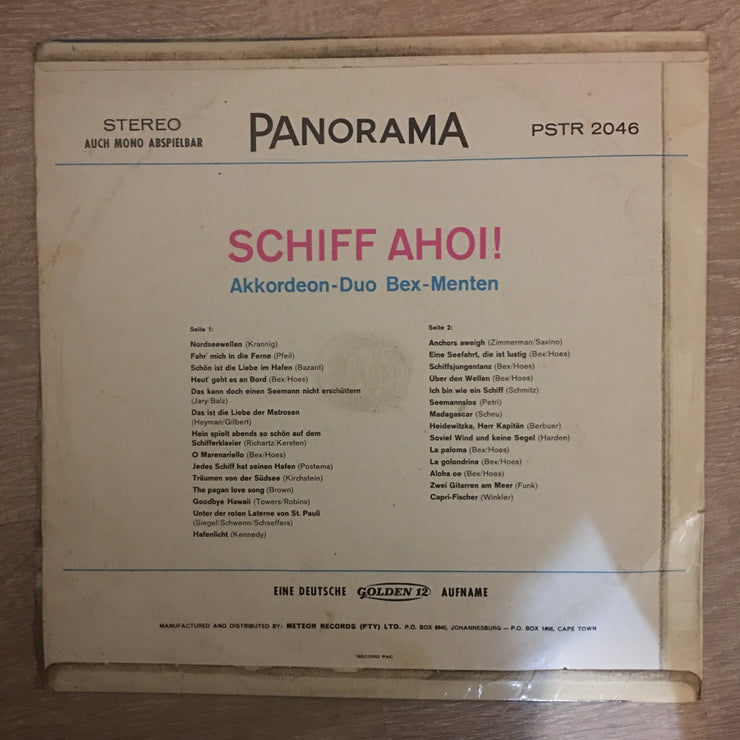 STEREO
AUCH MONO ABSPIELBAR
PANORAMA
PSTR 2046
SCHIFF AHOI!
Akkordeon-Duo Bex-Menten
Seite 1:
Nordseewellen (Krannig)
Fahr' mich in die Ferne (Pfeil)
Schön ist die Liebe im Hafen (Bazant)
Heut' geht es an Bord (Bex/Hoes)
Das kann doch einen Seemann nicht erschüttern
(Jary/Balz)
Das ist die Liebe der Matrosen
(Heyman/Gilbert)
Hein spielt abends so schön auf dem
Schifferklavier (Richartz/Kersten)
O Marenariello (Bex/Hoes)
Jedes Schiff hat seinen Hafen (Postema)
Träumen von der Südsee (Kirchstein)
The pagan love song (Brown)
Goodbye Hawaii (Towers/Robins)
Unter der roten Laterne von St. Pauli
(Siegel/Schwenn/Schaeffers)
Hafenlicht (Kennedy)
Seite 2:
Anchors aweigh (Zimmerman/Savino)
Eine Seefahrt, die ist lustig (Bex/Hoes)
Schiffsjungentanz (Bex/Hoes)
Über den Wellen (Bex/Hoes)
Ich bin wie ein Schiff (Schmitz)
Seemannslos (Petri)
Madagascar (Scheu)
Heidewitzka, Herr Kapitän (Berbuer)
Soviel Wind und keine Segel (Harden)
La paloma (Bex/Hoes)
La golondrina (Bex/Hoes)
Aloha oe (Bex/Hoes)
Zwei Gitarren am Meer (Funk)
Capri-Fischer (Winkler)
EINE DEUTSCHE GOLDEN 12 AUFNAME
MANUFACTURED AND DISTRIBUTED BY: METEOR RECORDS (PTY) LTD. P.O. BOX 8640, JOHANNESBURG — P.O. BOX 1496, CAPE TOWN
RECORD PAC